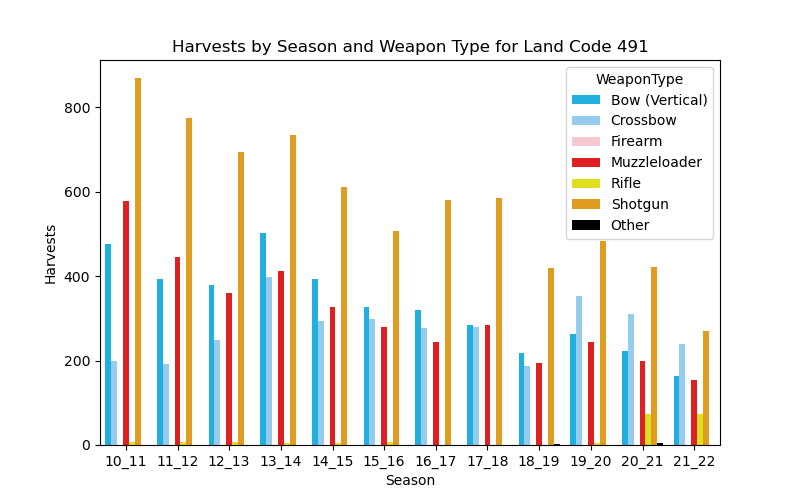 Harvests by Season and Weapon Type for Land Code 491
WeaponType
Bow (Vertical)
Crossbow
Firearm
Muzzleloader
Rifle
Shotgun
Other
Harvests
800
600
400
200
0
10_11 11_12 12_13 13_14 14_15 15_16 16_17 17_18 18_19 19_20 20_21 21_22
Season